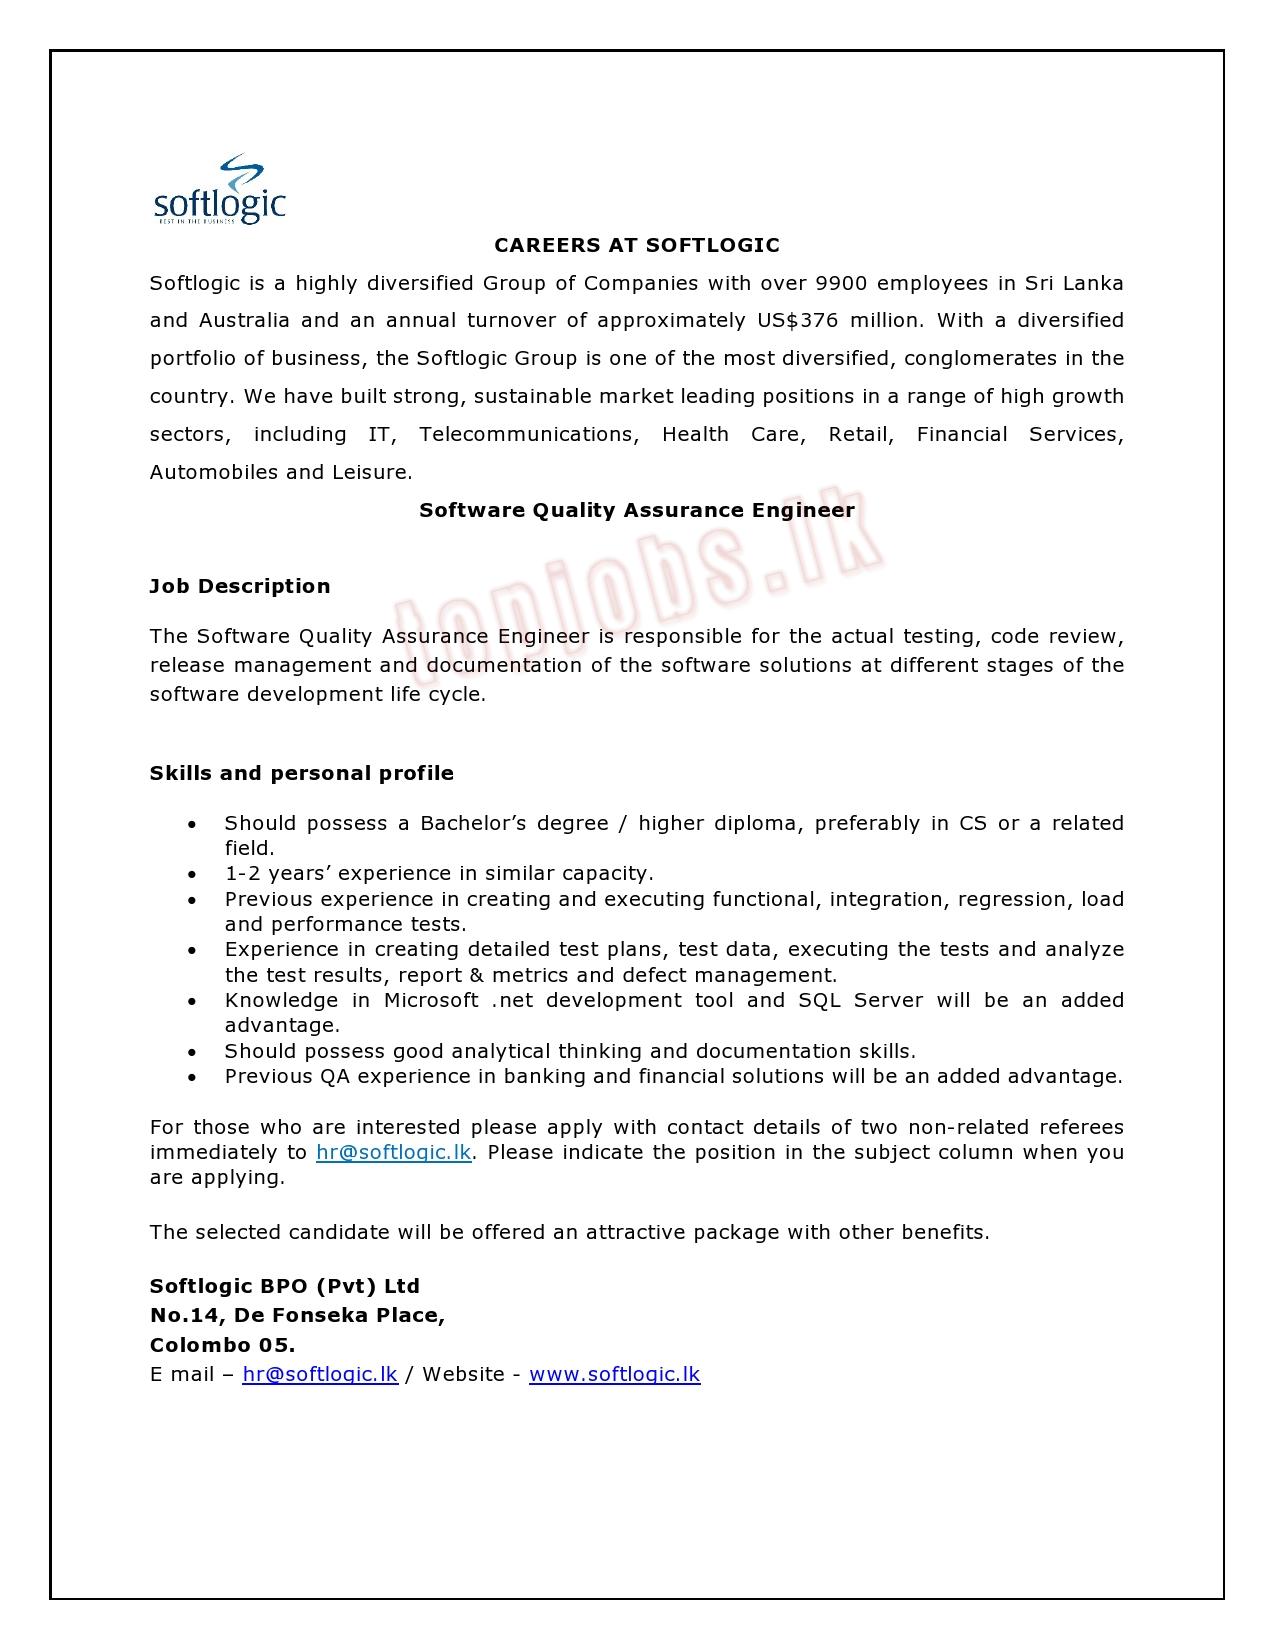 softlogic
BEST IN THE BUSINESS
CAREERS AT SOFTLOGIC
Softlogic is a highly diversified Group of Companies with over 9900 employees in Sri Lanka
and Australia and an annual turnover of approximately US$376 million. With a diversified
portfolio of business, the Softlogic Group is one of the most diversified, conglomerates in the
country. We have built strong, sustainable market leading positions in a range of high growth
sectors, including IT, Telecommunications, Health Care, Retail, Financial Services,
Automobiles and Leisure.
Software Quality Assurance Engineer
topjobs.lk
Job Description
The Software Quality Assurance Engineer is responsible for the actual testing, code review,
release management and documentation of the software solutions at different stages of the
software development life cycle.
Skills and personal profile
• Should possess a Bachelor’s degree / higher diploma, preferably in CS or a related
field.
• 1-2 years’ experience in similar capacity.
• Previous experience in creating and executing functional, integration, regression, load
and performance tests.
• Experience in creating detailed test plans, test data, executing the tests and analyze
the test results, report & metrics and defect management.
• Knowledge in Microsoft .net development tool and SQL Server will be an added
advantage.
• Should possess good analytical thinking and documentation skills.
• Previous QA experience in banking and financial solutions will be an added advantage.
For those who are interested please apply with contact details of two non-related referees
immediately to hr@softlogic.lk. Please indicate the position in the subject column when you
are applying.
The selected candidate will be offered an attractive package with other benefits.
Softlogic BPO (Pvt) Ltd
No.14, De Fonseka Place,
Colombo 05.
E mail – hr@softlogic.lk / Website - www.softlogic.lk